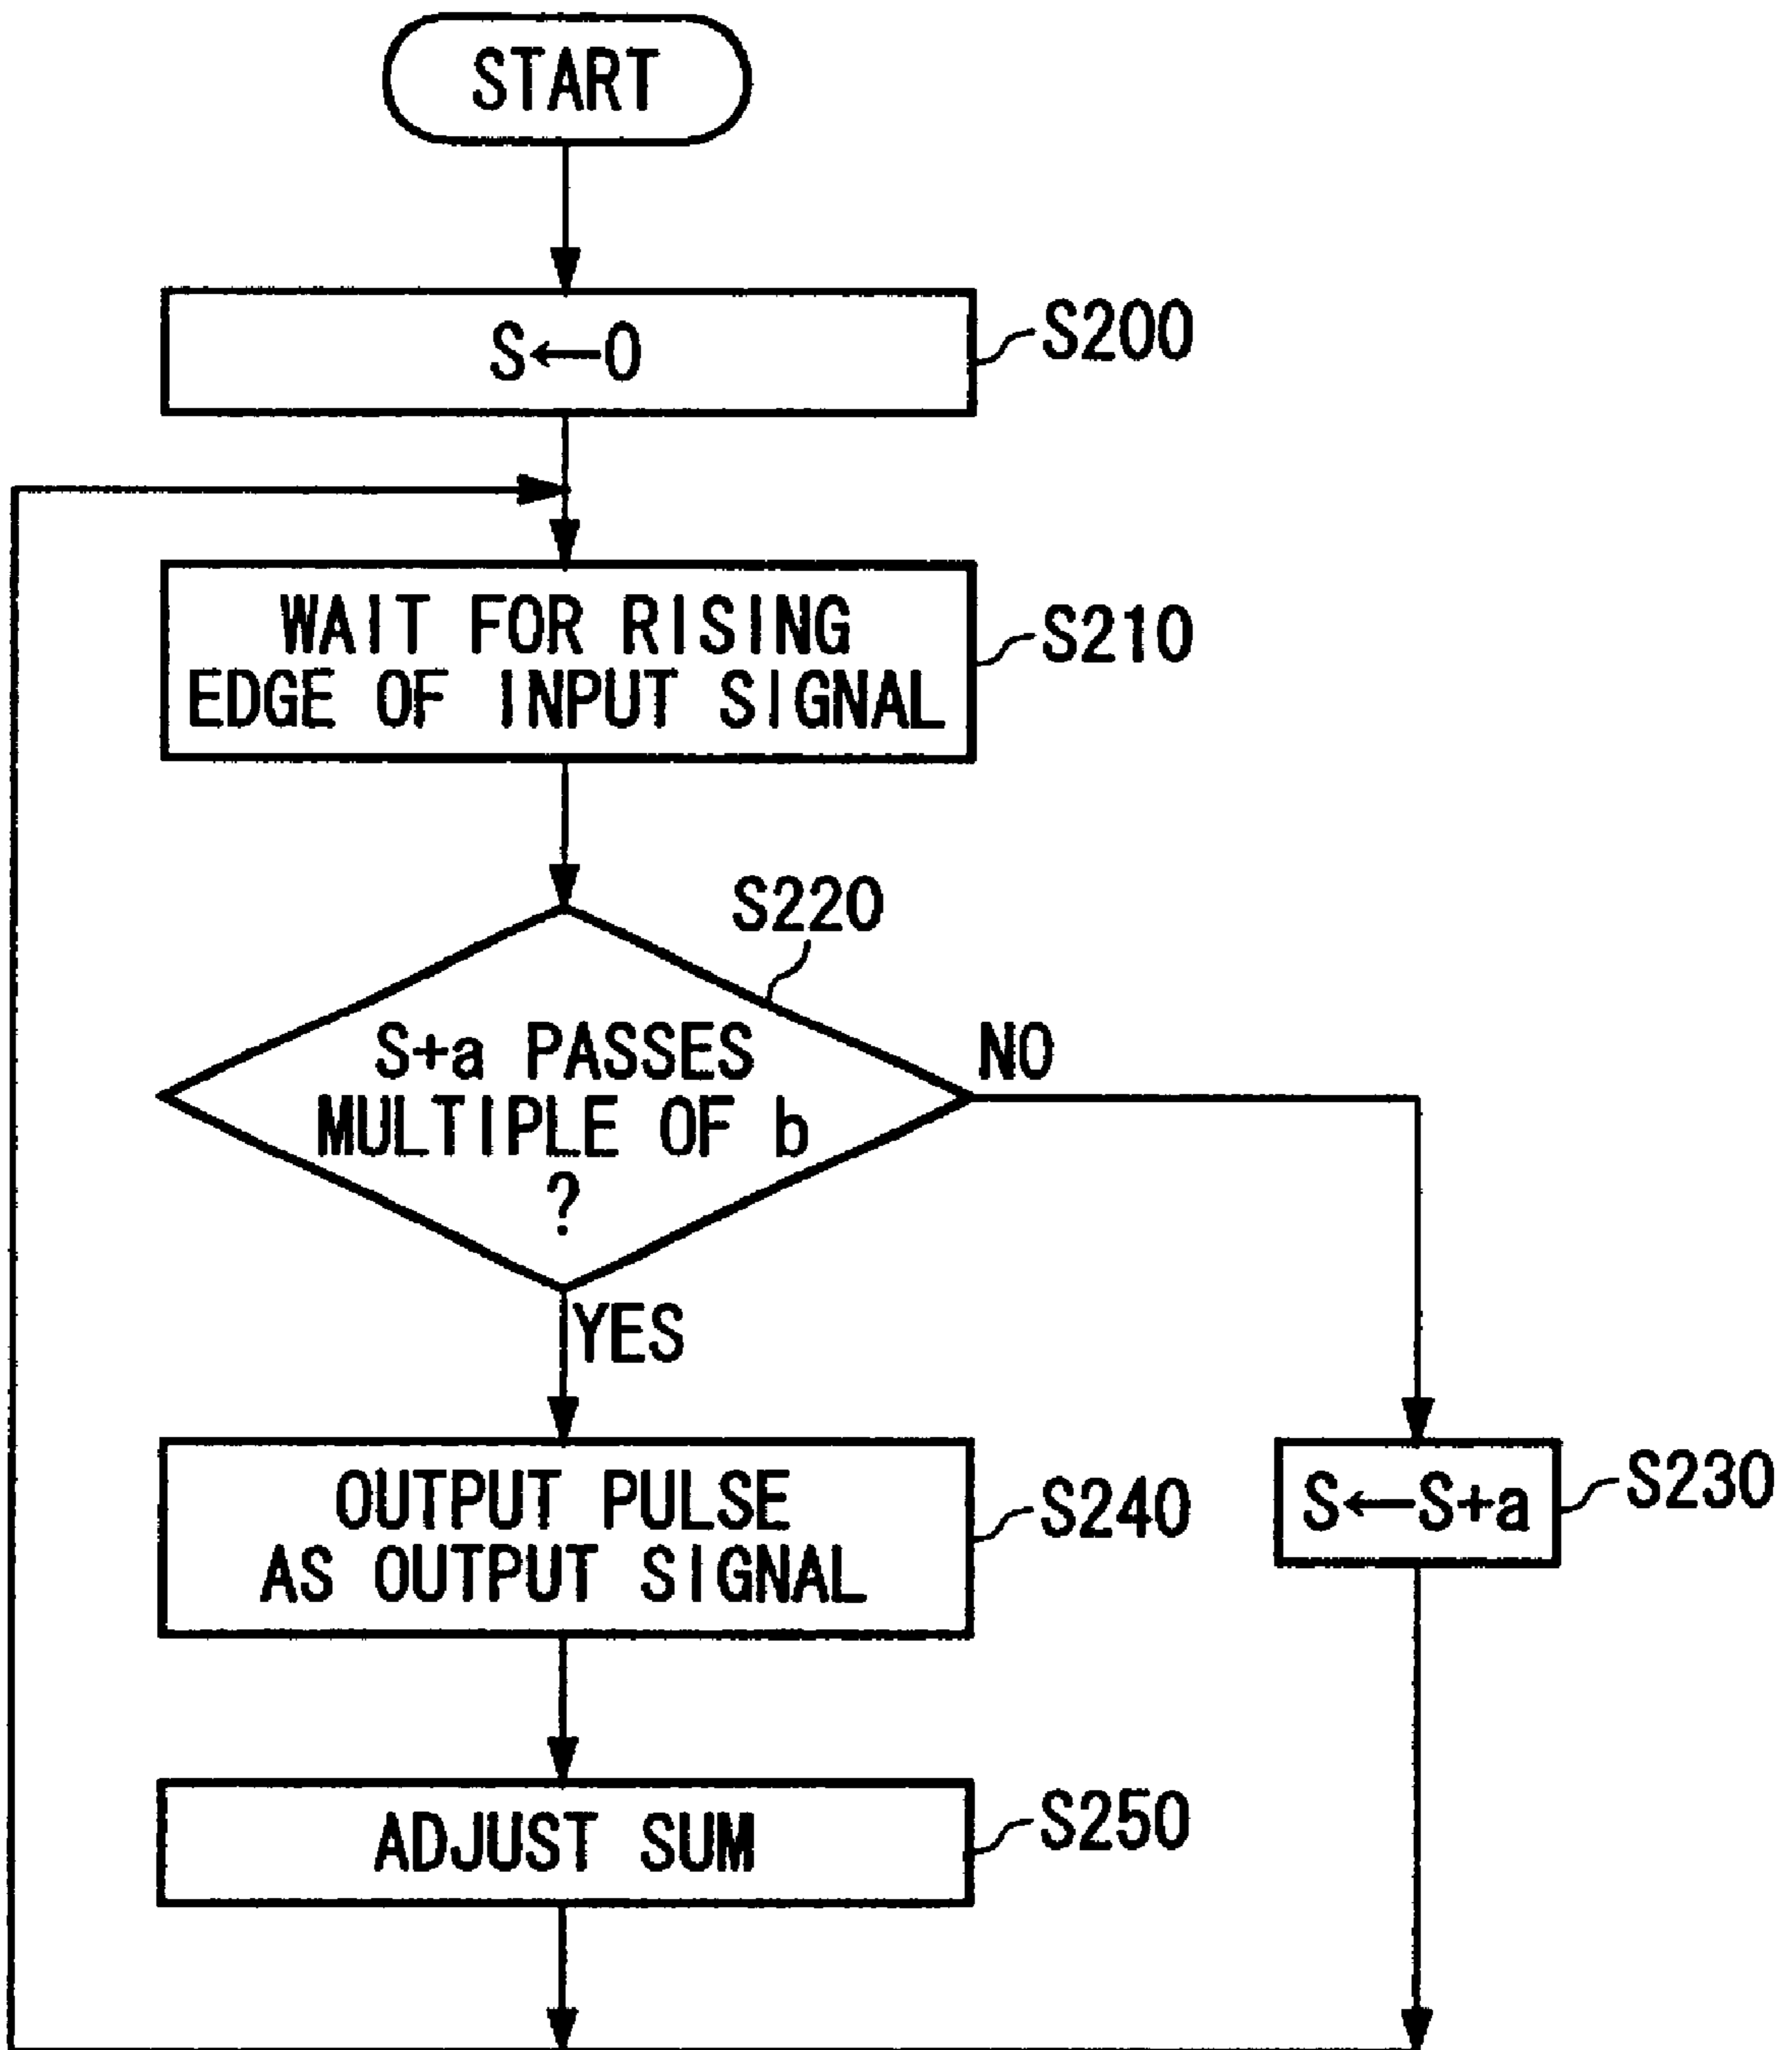 START
S←0
S200
WAIT FOR RISING
EDGE OF INPUT SIGNAL
S210
S220
S+a PASSES
MULTIPLE OF b
?
NO
YES
OUTPUT PULSE
AS OUTPUT SIGNAL
S240
S←S+a
S230
ADJUST SUM
S250